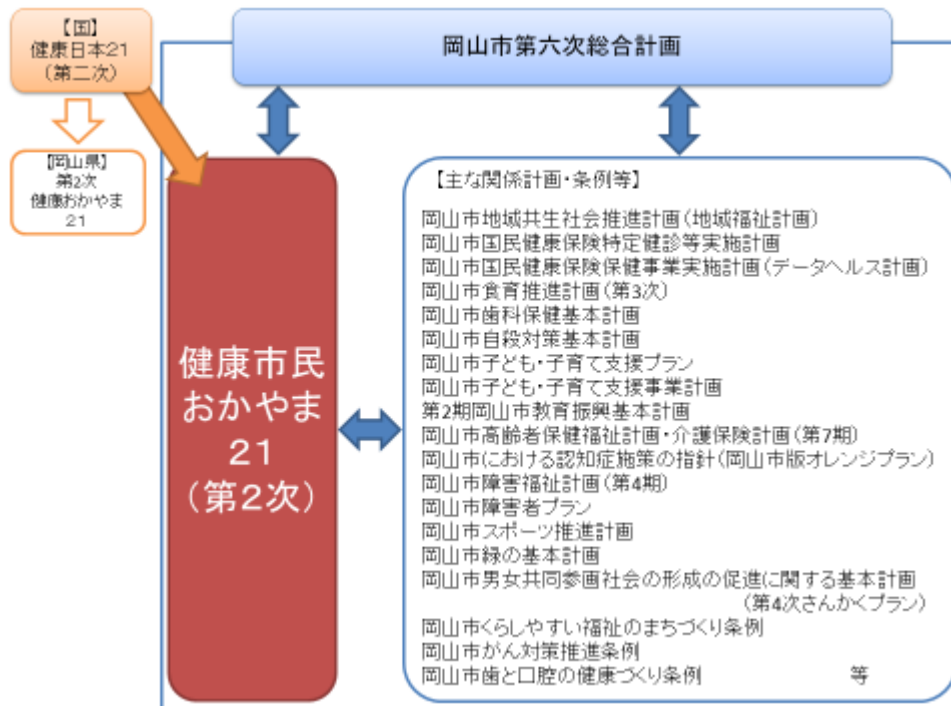 【国】
健康日本21
(第二次)
岡山市第六次総合計画
【岡山県】
第2次
健康おかやま
21
健康市民
おかやま
21
(第2次)
【主な関係計画・条例等】
岡山市地域共生社会推進計画(地域福祉計画)
岡山市国民健康保険特定健診等実施計画
岡山市国民健康保険保健事業実施計画(データヘルス計画)
岡山市食育推進計画(第3次)
岡山市歯科保健基本計画
岡山市自殺対策基本計画
岡山市子ども・子育て支援プラン
岡山市子ども・子育て支援事業計画
第2期岡山市教育振興基本計画
岡山市高齢者保健福祉計画・介護保険計画(第7期)
岡山市における認知症施策の指針(岡山市版オレンジプラン)
岡山市障害福祉計画(第4期)
岡山市障害者プラン
岡山市スポーツ推進計画
岡山市緑の基本計画
岡山市男女共同参画社会の形成の促進に関する基本計画
(第4次さんかくプラン)
岡山市くらしやすい福祉のまちづくり条例
岡山市がん対策推進条例
岡山市歯と口腔の健康づくり条例 等